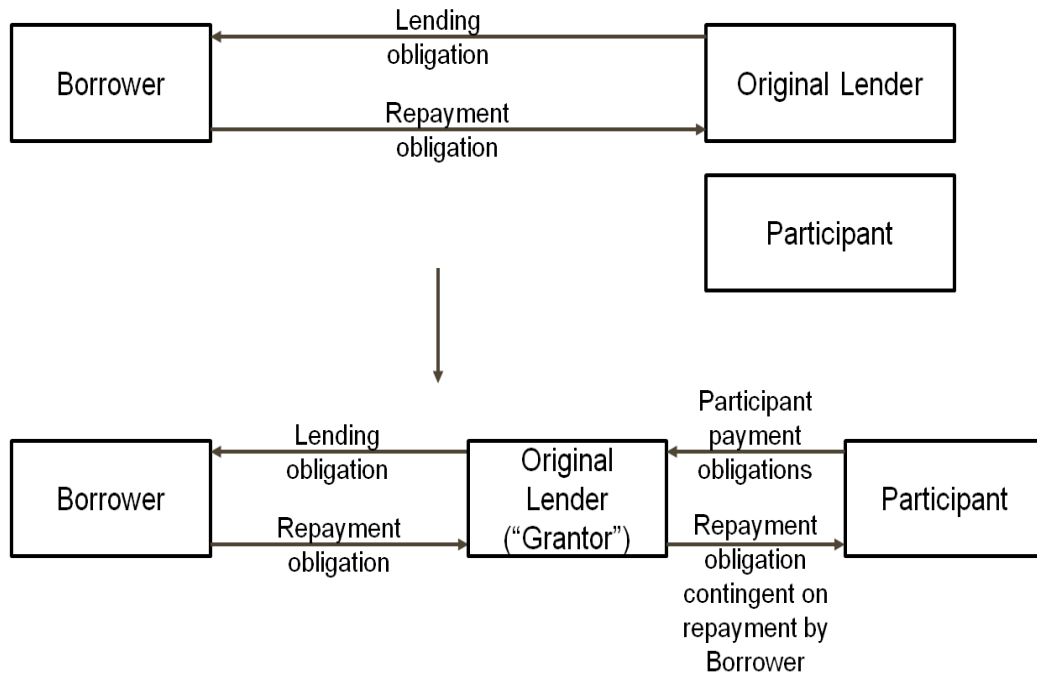 Lending
obligation
Borrower
Original Lender
Repayment
obligation
Participant
Participant
payment
obligations
Lending
obligation
Borrower
Original
Lender
(“Grantor”)
Participant
Repayment
obligation
Repayment
obligation
contingent on
repayment by
Borrower